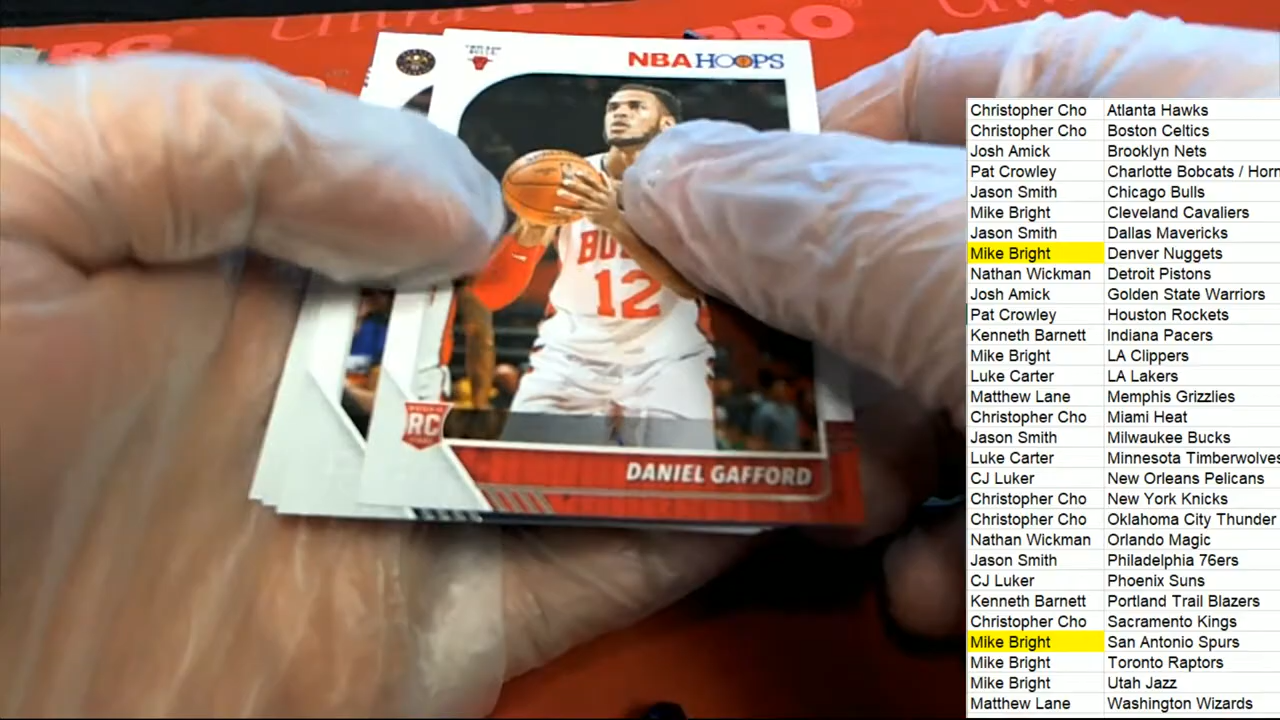 PRO
NBA HOOPS
BULLS
12
ROOKIE
RC
DANIEL GAFFORD
Christopher Cho Atlanta Hawks
Christopher Cho Boston Celtics
Josh Amick Brooklyn Nets
Pat Crowley Charlotte Bobcats / Horn
Jason Smith Chicago Bulls
Mike Bright Cleveland Cavaliers
Jason Smith Dallas Mavericks
Mike Bright Denver Nuggets
Nathan Wickman Detroit Pistons
Josh Amick Golden State Warriors
Pat Crowley Houston Rockets
Kenneth Barnett Indiana Pacers
Mike Bright LA Clippers
Luke Carter LA Lakers
Matthew Lane Memphis Grizzlies
Christopher Cho Miami Heat
Jason Smith Milwaukee Bucks
Luke Carter Minnesota Timberwolves
CJ Luker New Orleans Pelicans
Christopher Cho New York Knicks
Christopher Cho Oklahoma City Thunder
Nathan Wickman Orlando Magic
Jason Smith Philadelphia 76ers
CJ Luker Phoenix Suns
Kenneth Barnett Portland Trail Blazers
Christopher Cho Sacramento Kings
Mike Bright San Antonio Spurs
Mike Bright Toronto Raptors
Mike Bright Utah Jazz
Matthew Lane Washington Wizards